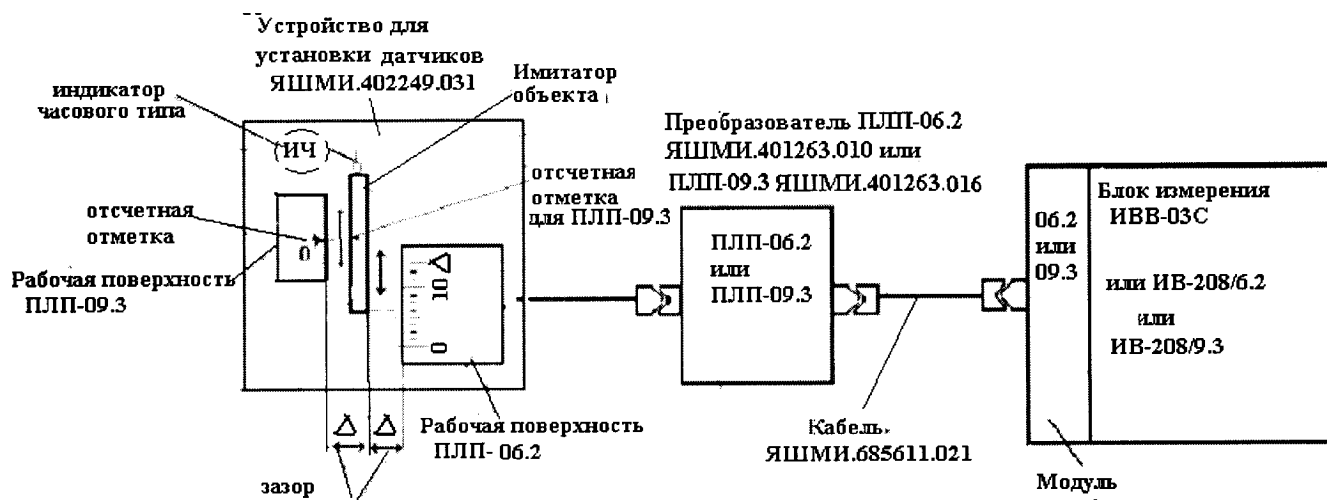 Устройство для
установки датчиков
ЯШМИ.402249.031
индикатор
часового типа
Имитатор
объекта
ИЧ
отсчетная
отметка
для ПЛП-09.3
отсчетная
отметка
0
Рабочая поверхность
ПЛП-09.3
10
0
Рабочая поверхность
ПЛП- 06.2
зазор
Преобразователь ПЛП-06.2
ЯШМИ.401263.010 или
ПЛП-09.3 ЯШМИ.401263.016
ПЛП-06.2
или
ПЛП-09.3
Кабель.
ЯШМИ.685611.021
06.2
или
09.3
Блок измерения
ИВВ-03С
или ИВ-208/6.2
или
ИВ-208/9.3
Модуль